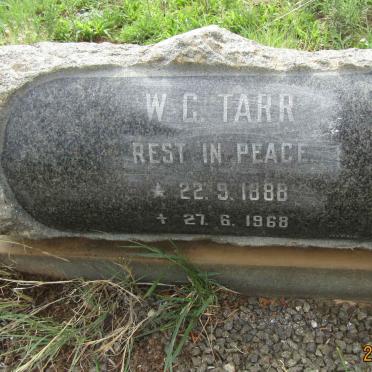 W. G. TARR
REST IN PEACE
* 22. 9. 1888
✝ 27. 6. 1968